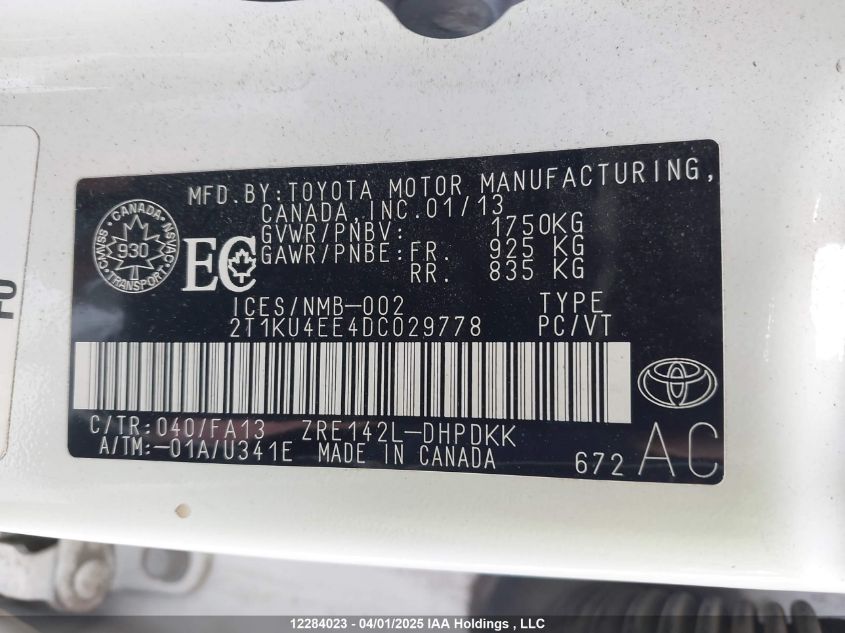 MFD.BY:TOYOTA MOTOR MANUFACTURING,
CANADA,INC.01/13
GVWR/PNBV: 1750KG
GAWR/PNBE:FR. 925 KG
RR. 835 KG
CANADA
CMVSS 930 NSVAC
TRANSPORT
EC
ICES/NMB-002 TYPE
2T1KU4EE4DC029778 PC/VT
C/TR:040/FA13 ZRE142L-DHPDKK
A/TM:-01A/U341E MADE IN CANADA
672 AC
12284023 - 04/01/2025 IAA Holdings , LLC